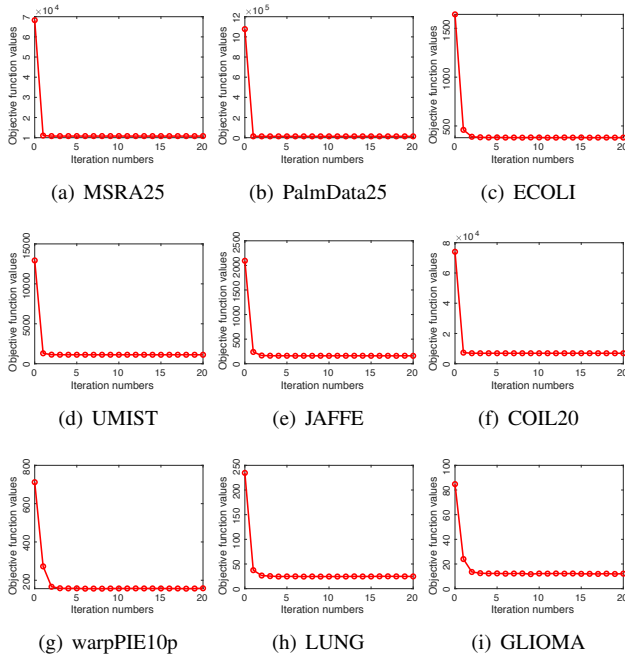 × 10^4
7
6
5
4
3
2
1
Objective function values
0 5 10 15 20
Iteration numbers
(a) MSRA25
× 10^5
12
10
8
6
4
2
0
Objective function values
0 5 10 15 20
Iteration numbers
(b) PalmData25
1500
1000
500
Objective function values
0 5 10 15 20
Iteration numbers
(c) ECOLI
15000
10000
5000
0
Objective function values
0 5 10 15 20
Iteration numbers
(d) UMIST
2500
2000
1500
1000
500
0
Objective function values
0 5 10 15 20
Iteration numbers
(e) JAFFE
× 10^4
8
6
4
2
0
Objective function values
0 5 10 15 20
Iteration numbers
(f) COIL20
800
600
400
200
Objective function values
0 5 10 15 20
Iteration numbers
(g) warpPIE10p
250
200
150
100
50
0
Objective function values
0 5 10 15 20
Iteration numbers
(h) LUNG
100
80
60
40
20
0
Objective function values
0 5 10 15 20
Iteration numbers
(i) GLIOMA